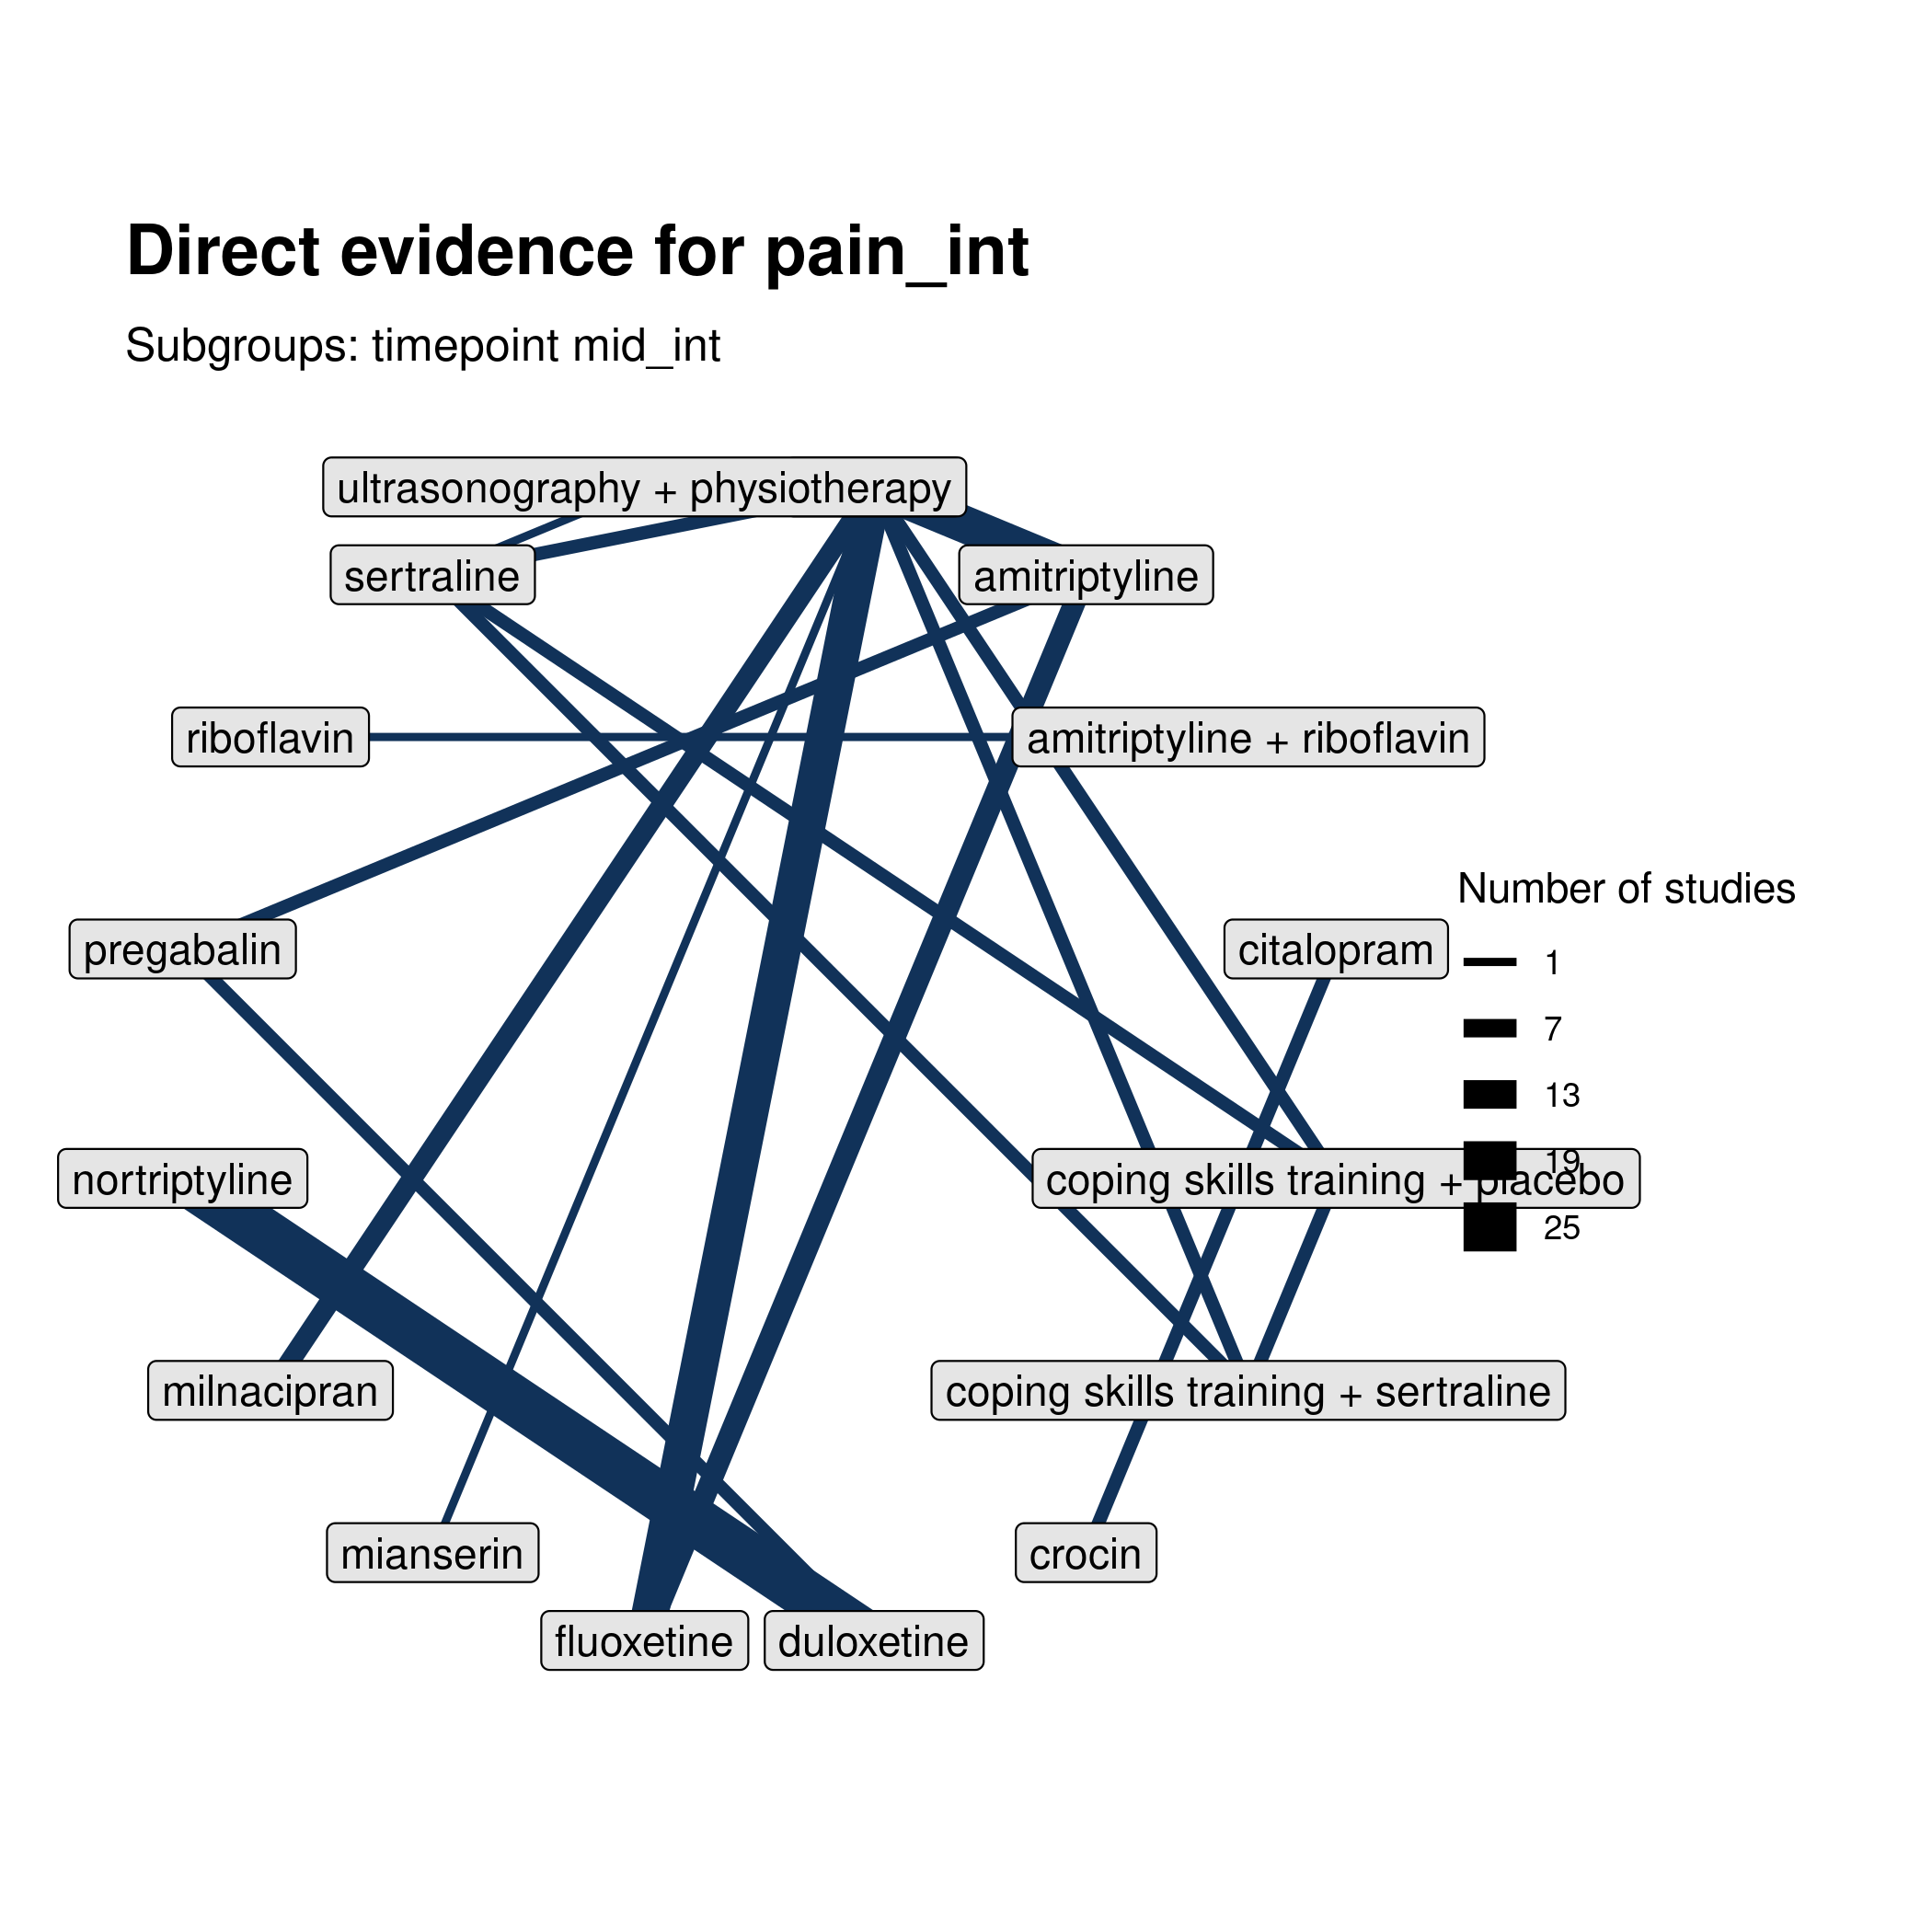 Direct evidence for pain_int
Subgroups: timepoint mid_int
ultrasonography + physiotherapy
sertraline
amitriptyline
riboflavin
amitriptyline + riboflavin
Number of studies
pregabalin
citalopram
1
7
13
nortriptyline
coping skills training + placebo
19
25
milnacipran
coping skills training + sertraline
mianserin
crocin
fluoxetine
duloxetine